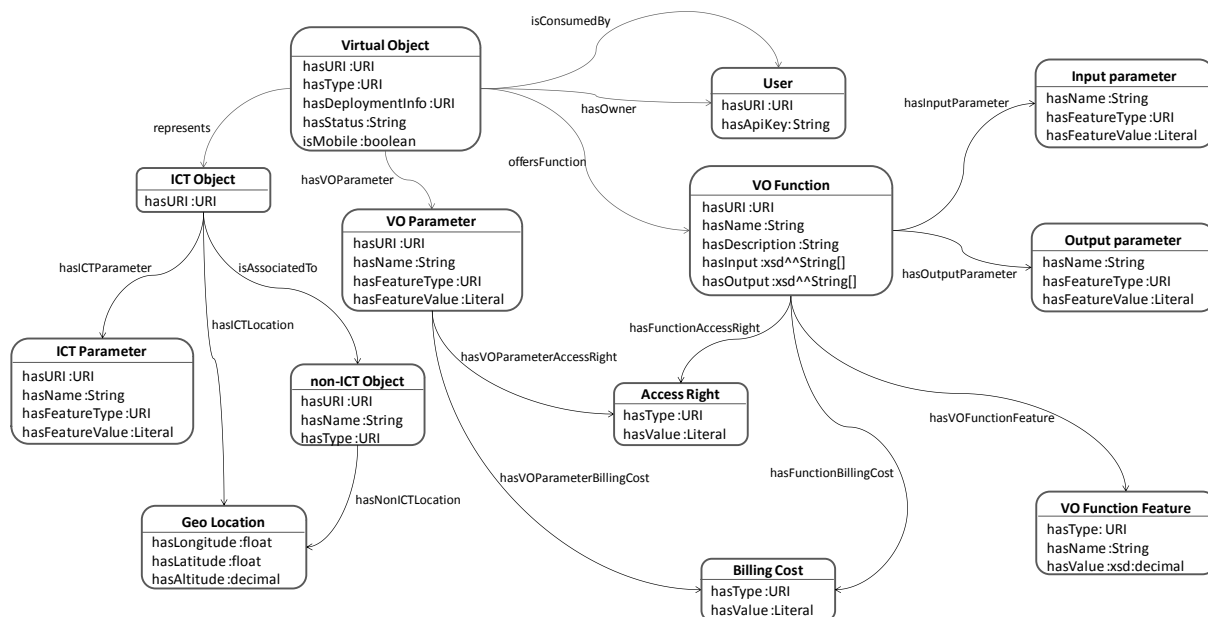 isConsumedBy
Virtual Object
hasURI :URI
hasType :URI
hasDeploymentInfo :URI
hasStatus :String
isMobile :boolean
User
hasURI :URI
hasApiKey: String
hasOwner
Input parameter
hasName :String
hasFeatureType :URI
hasFeatureValue :Literal
hasInputParameter
represents
offersFunction
ICT Object
hasURI :URI
hasVOParameter
VO Function
hasURI :URI
hasName :String
hasDescription :String
hasInput :xsd^^String[]
hasOutput :xsd^^String[]
VO Parameter
hasURI :URI
hasName :String
hasFeatureType :URI
hasFeatureValue :Literal
Output parameter
hasName :String
hasFeatureType :URI
hasFeatureValue :Literal
hasOutputParameter
hasICTParameter
isAssociatedTo
hasICTLocation
hasFunctionAccessRight
hasVOParameterAccessRight
ICT Parameter
hasURI :URI
hasName :String
hasFeatureType :URI
hasFeatureValue :Literal
non-ICT Object
hasURI :URI
hasName :String
hasType :URI
Access Right
hasType :URI
hasValue :Literal
hasVOFunctionFeature
hasVOParameterBillingCost
hasFunctionBillingCost
hasNonICTLocation
Geo Location
hasLongitude :float
hasLatitude :float
hasAltitude :decimal
VO Function Feature
hasType: URI
hasName :String
hasValue :xsd:decimal
Billing Cost
hasType :URI
hasValue :Literal